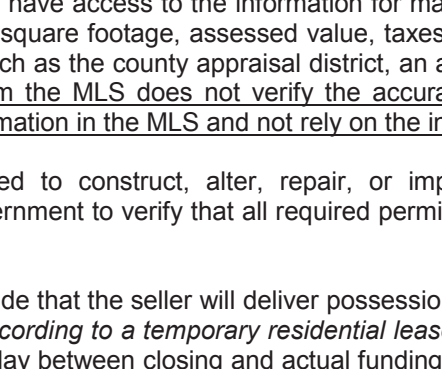 have access to the information for ma
square footage, assessed value, taxes
ch as the county appraisal district, an a
m the MLS does not verify the accura
mation in the MLS and not rely on the in
ed to construct, alter, repair, or imp
ernment to verify that all required permi
de that the seller will deliver possessio
cording to a temporary residential leas
lay between closing and actual funding